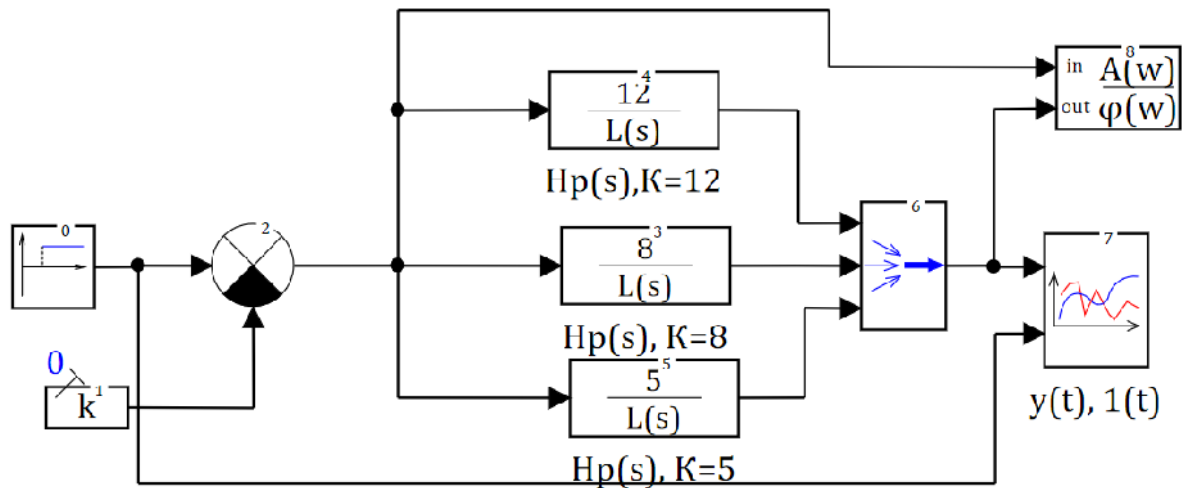 4
12
L(s)
Hp(s),K=12
8
in A(w)
out φ(w)
0
2
3
8
L(s)
Hp(s), K=8
6
7
0
1
k
5
5
L(s)
Hp(s), K=5
y(t), 1(t)